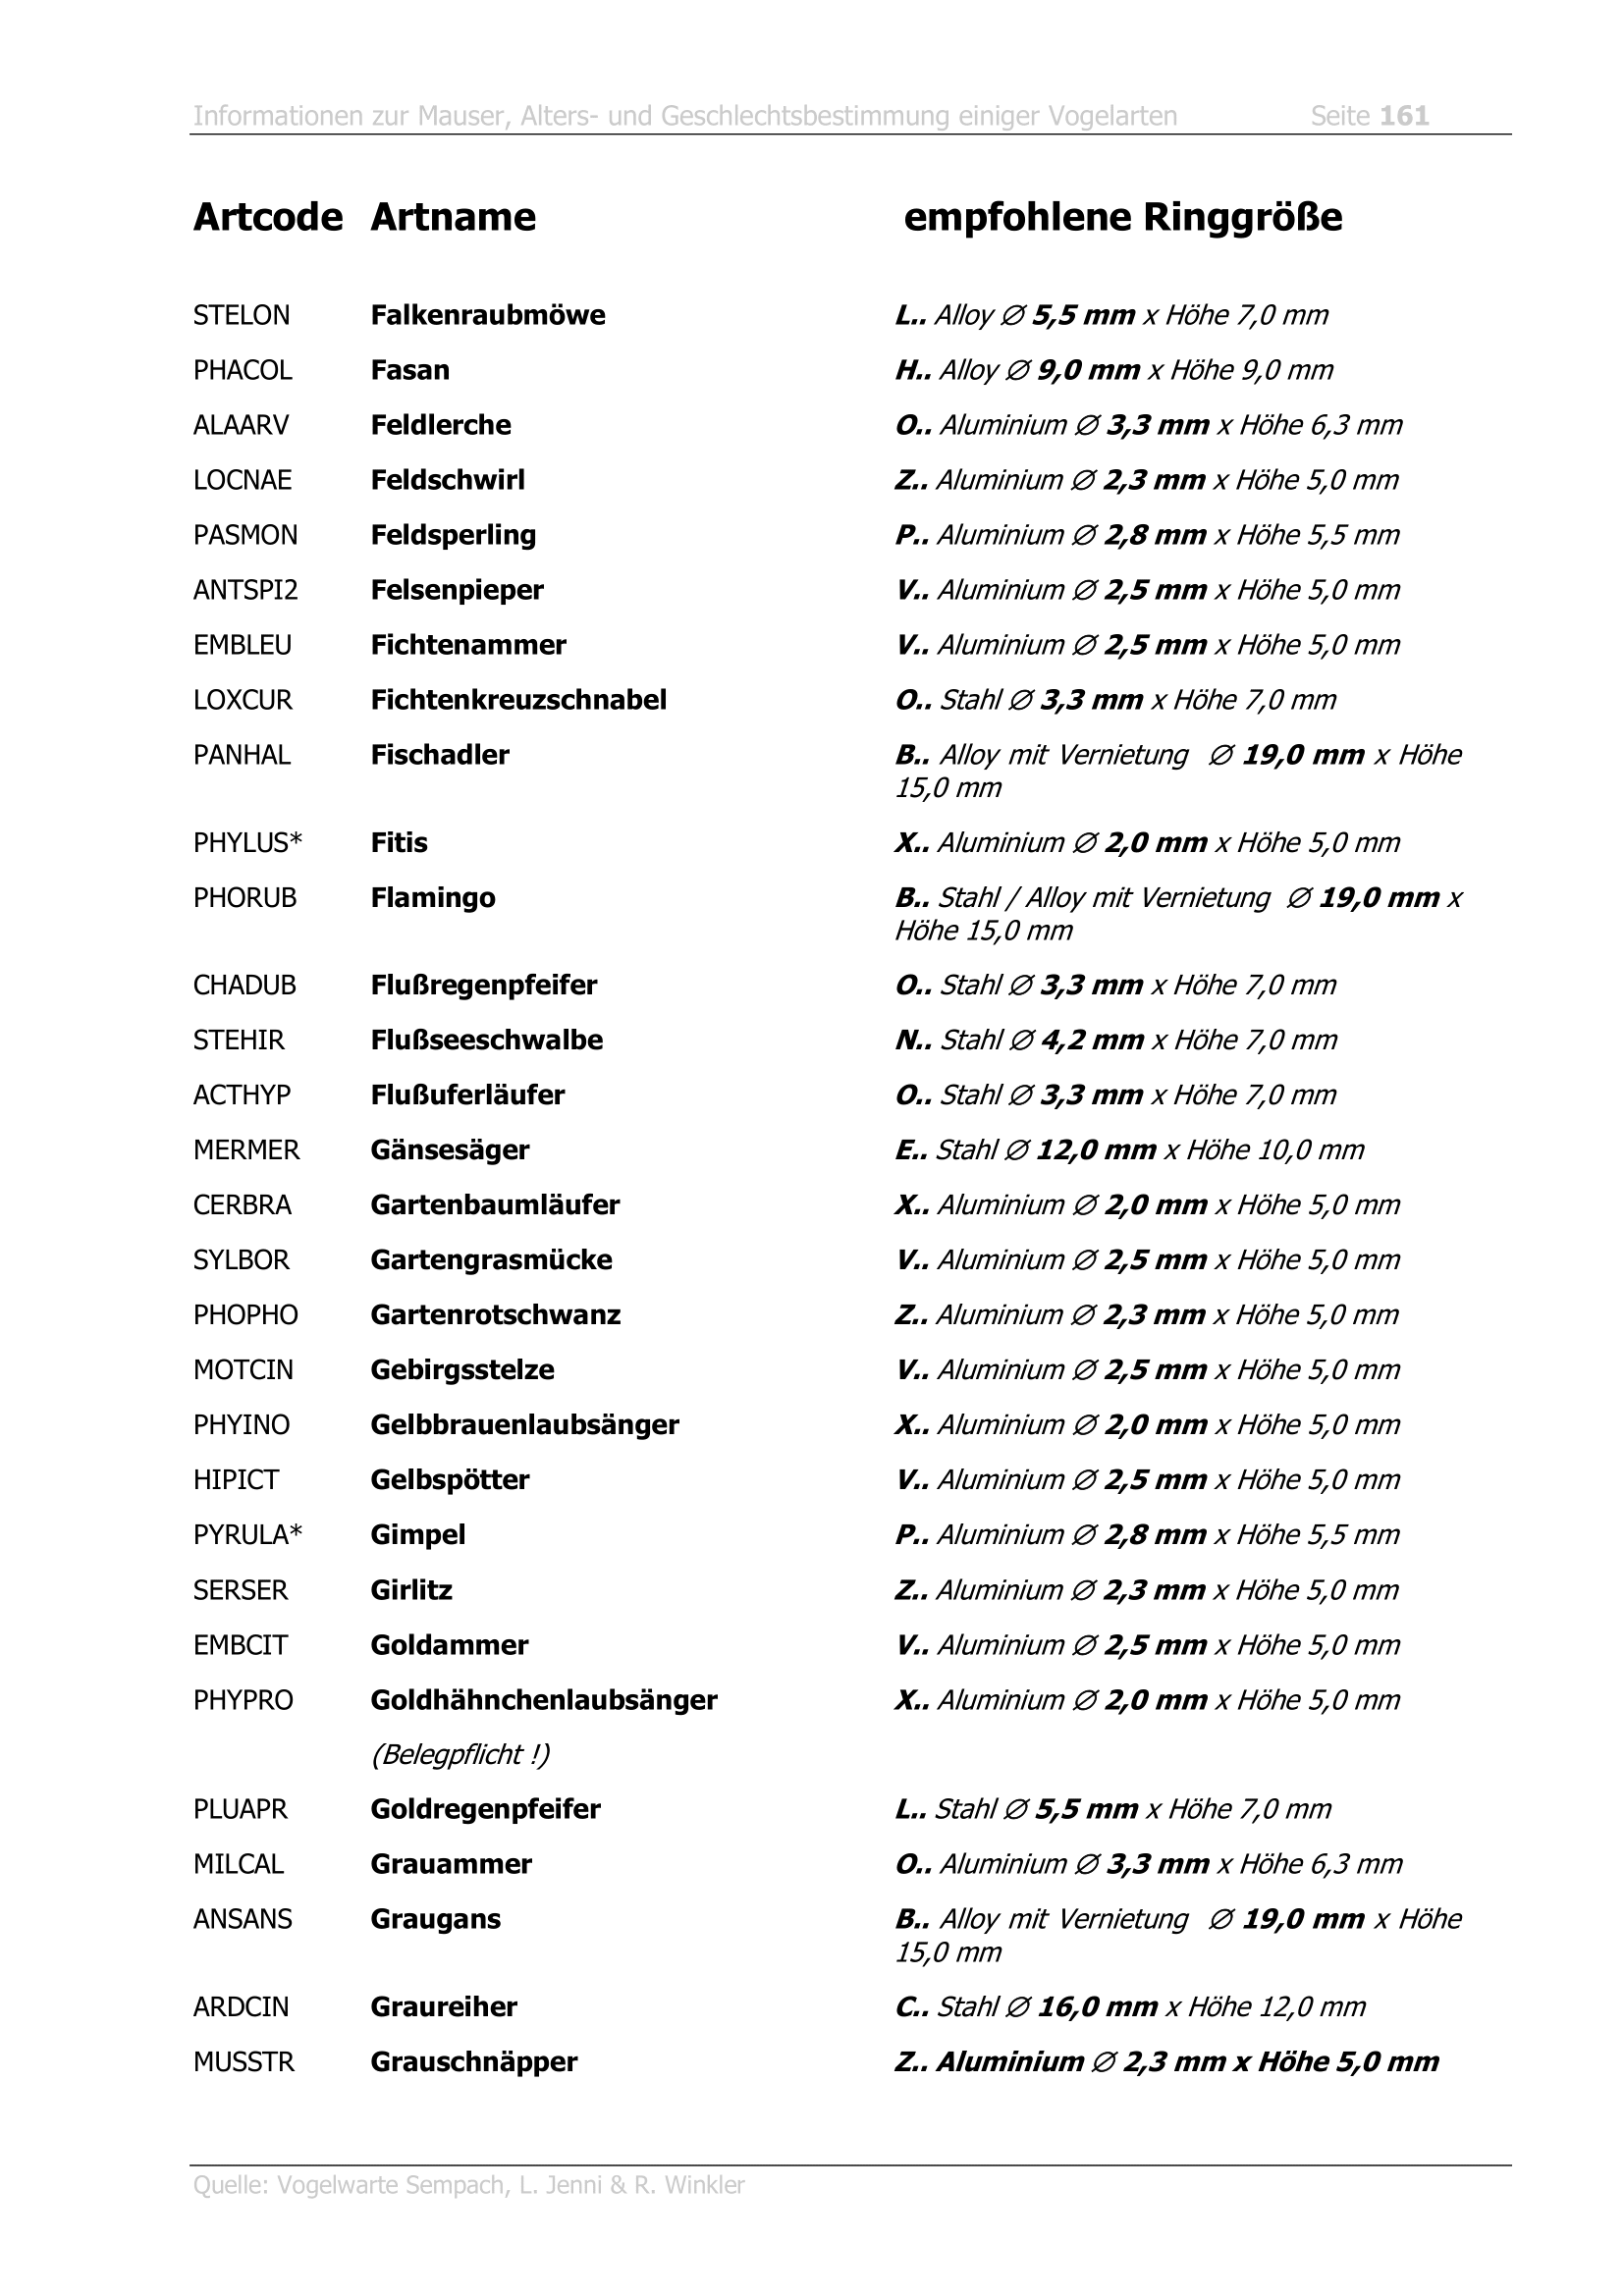 Informationen zur Mauser, Alters- und Geschlechtsbestimmung einiger Vogelarten Seite 161
Artcode Artname empfohlene Ringgröße
STELON Falkenraubmöwe L.. Alloy ∅ 5,5 mm x Höhe 7,0 mm
PHACOL Fasan H.. Alloy ∅ 9,0 mm x Höhe 9,0 mm
ALAARV Feldlerche O.. Aluminium ∅ 3,3 mm x Höhe 6,3 mm
LOCNAE Feldschwirl Z.. Aluminium ∅ 2,3 mm x Höhe 5,0 mm
PASMON Feldsperling P.. Aluminium ∅ 2,8 mm x Höhe 5,5 mm
ANTSPI2 Felsenpieper V.. Aluminium ∅ 2,5 mm x Höhe 5,0 mm
EMBLEU Fichtenammer V.. Aluminium ∅ 2,5 mm x Höhe 5,0 mm
LOXCUR Fichtenkreuzschnabel O.. Stahl ∅ 3,3 mm x Höhe 7,0 mm
PANHAL Fischadler B.. Alloy mit Vernietung ∅ 19,0 mm x Höhe
15,0 mm
PHYLUS* Fitis X.. Aluminium ∅ 2,0 mm x Höhe 5,0 mm
PHORUB Flamingo B.. Stahl / Alloy mit Vernietung ∅ 19,0 mm x
Höhe 15,0 mm
CHADUB Flußregenpfeifer O.. Stahl ∅ 3,3 mm x Höhe 7,0 mm
STEHIR Flußseeschwalbe N.. Stahl ∅ 4,2 mm x Höhe 7,0 mm
ACTHYP Flußuferläufer O.. Stahl ∅ 3,3 mm x Höhe 7,0 mm
MERMER Gänsesäger E.. Stahl ∅ 12,0 mm x Höhe 10,0 mm
CERBRA Gartenbaumläufer X.. Aluminium ∅ 2,0 mm x Höhe 5,0 mm
SYLBOR Gartengrasmücke V.. Aluminium ∅ 2,5 mm x Höhe 5,0 mm
PHOPHO Gartenrotschwanz Z.. Aluminium ∅ 2,3 mm x Höhe 5,0 mm
MOTCIN Gebirgsstelze V.. Aluminium ∅ 2,5 mm x Höhe 5,0 mm
PHYINO Gelbbrauenlaubsänger X.. Aluminium ∅ 2,0 mm x Höhe 5,0 mm
HIPICT Gelbspötter V.. Aluminium ∅ 2,5 mm x Höhe 5,0 mm
PYRULA* Gimpel P.. Aluminium ∅ 2,8 mm x Höhe 5,5 mm
SERSER Girlitz Z.. Aluminium ∅ 2,3 mm x Höhe 5,0 mm
EMBCIT Goldammer V.. Aluminium ∅ 2,5 mm x Höhe 5,0 mm
PHYPRO Goldhähnchenlaubsänger X.. Aluminium ∅ 2,0 mm x Höhe 5,0 mm
(Belegpflicht !)
PLUAPR Goldregenpfeifer L.. Stahl ∅ 5,5 mm x Höhe 7,0 mm
MILCAL Grauammer O.. Aluminium ∅ 3,3 mm x Höhe 6,3 mm
ANSANS Graugans B.. Alloy mit Vernietung ∅ 19,0 mm x Höhe
15,0 mm
ARDCIN Graureiher C.. Stahl ∅ 16,0 mm x Höhe 12,0 mm
MUSSTR Grauschnäpper Z.. Aluminium ∅ 2,3 mm x Höhe 5,0 mm
Quelle: Vogelwarte Sempach, L. Jenni & R. Winkler